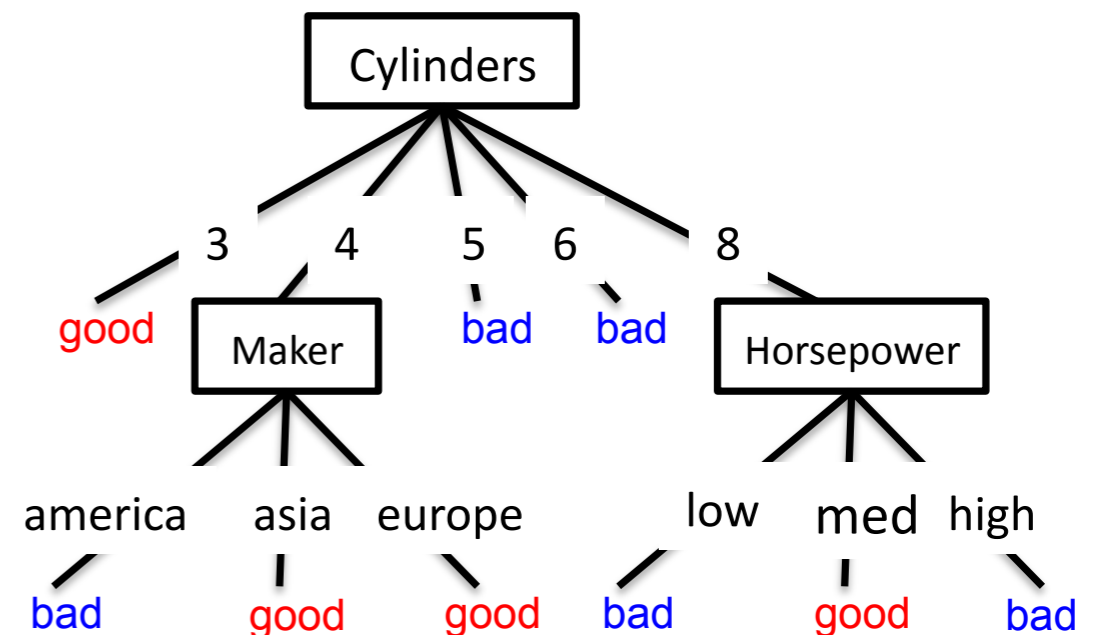 Cylinders
3 4 5 6 8
good Maker bad bad Horsepower
america asia europe low med high
bad good good bad good bad